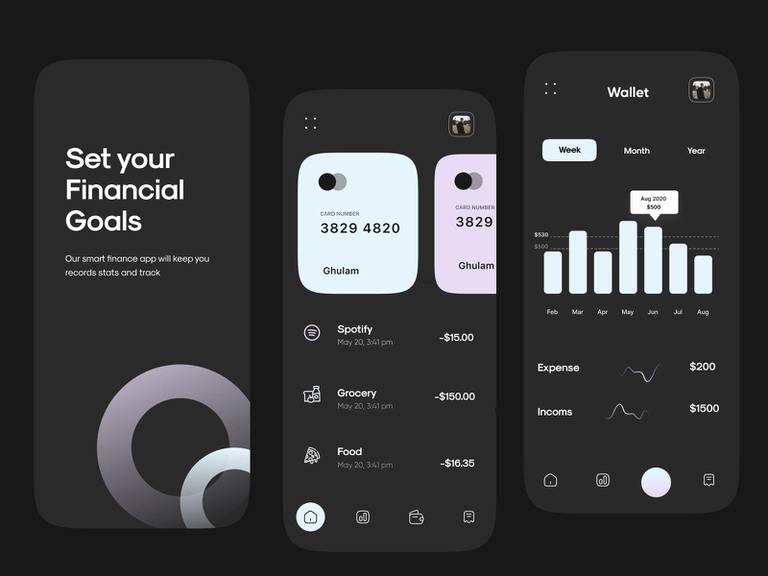 Set your
Financial
Goals
Our smart finance app will keep you
records stats and track
CARD NUMBER
3829 4820
Ghulam
CARD NUMBER
3829
Ghulam
Spotify
May 20, 3:41 pm
-$15.00
Grocery
May 20, 3:41 pm
-$150.00
Food
May 20, 3:41 pm
-$16.35
Wallet
Week
Month
Year
Aug 2020
$500
$530
$500
Feb
Mar
Apr
May
Jun
Jul
Aug
Expense
$200
Incoms
$1500